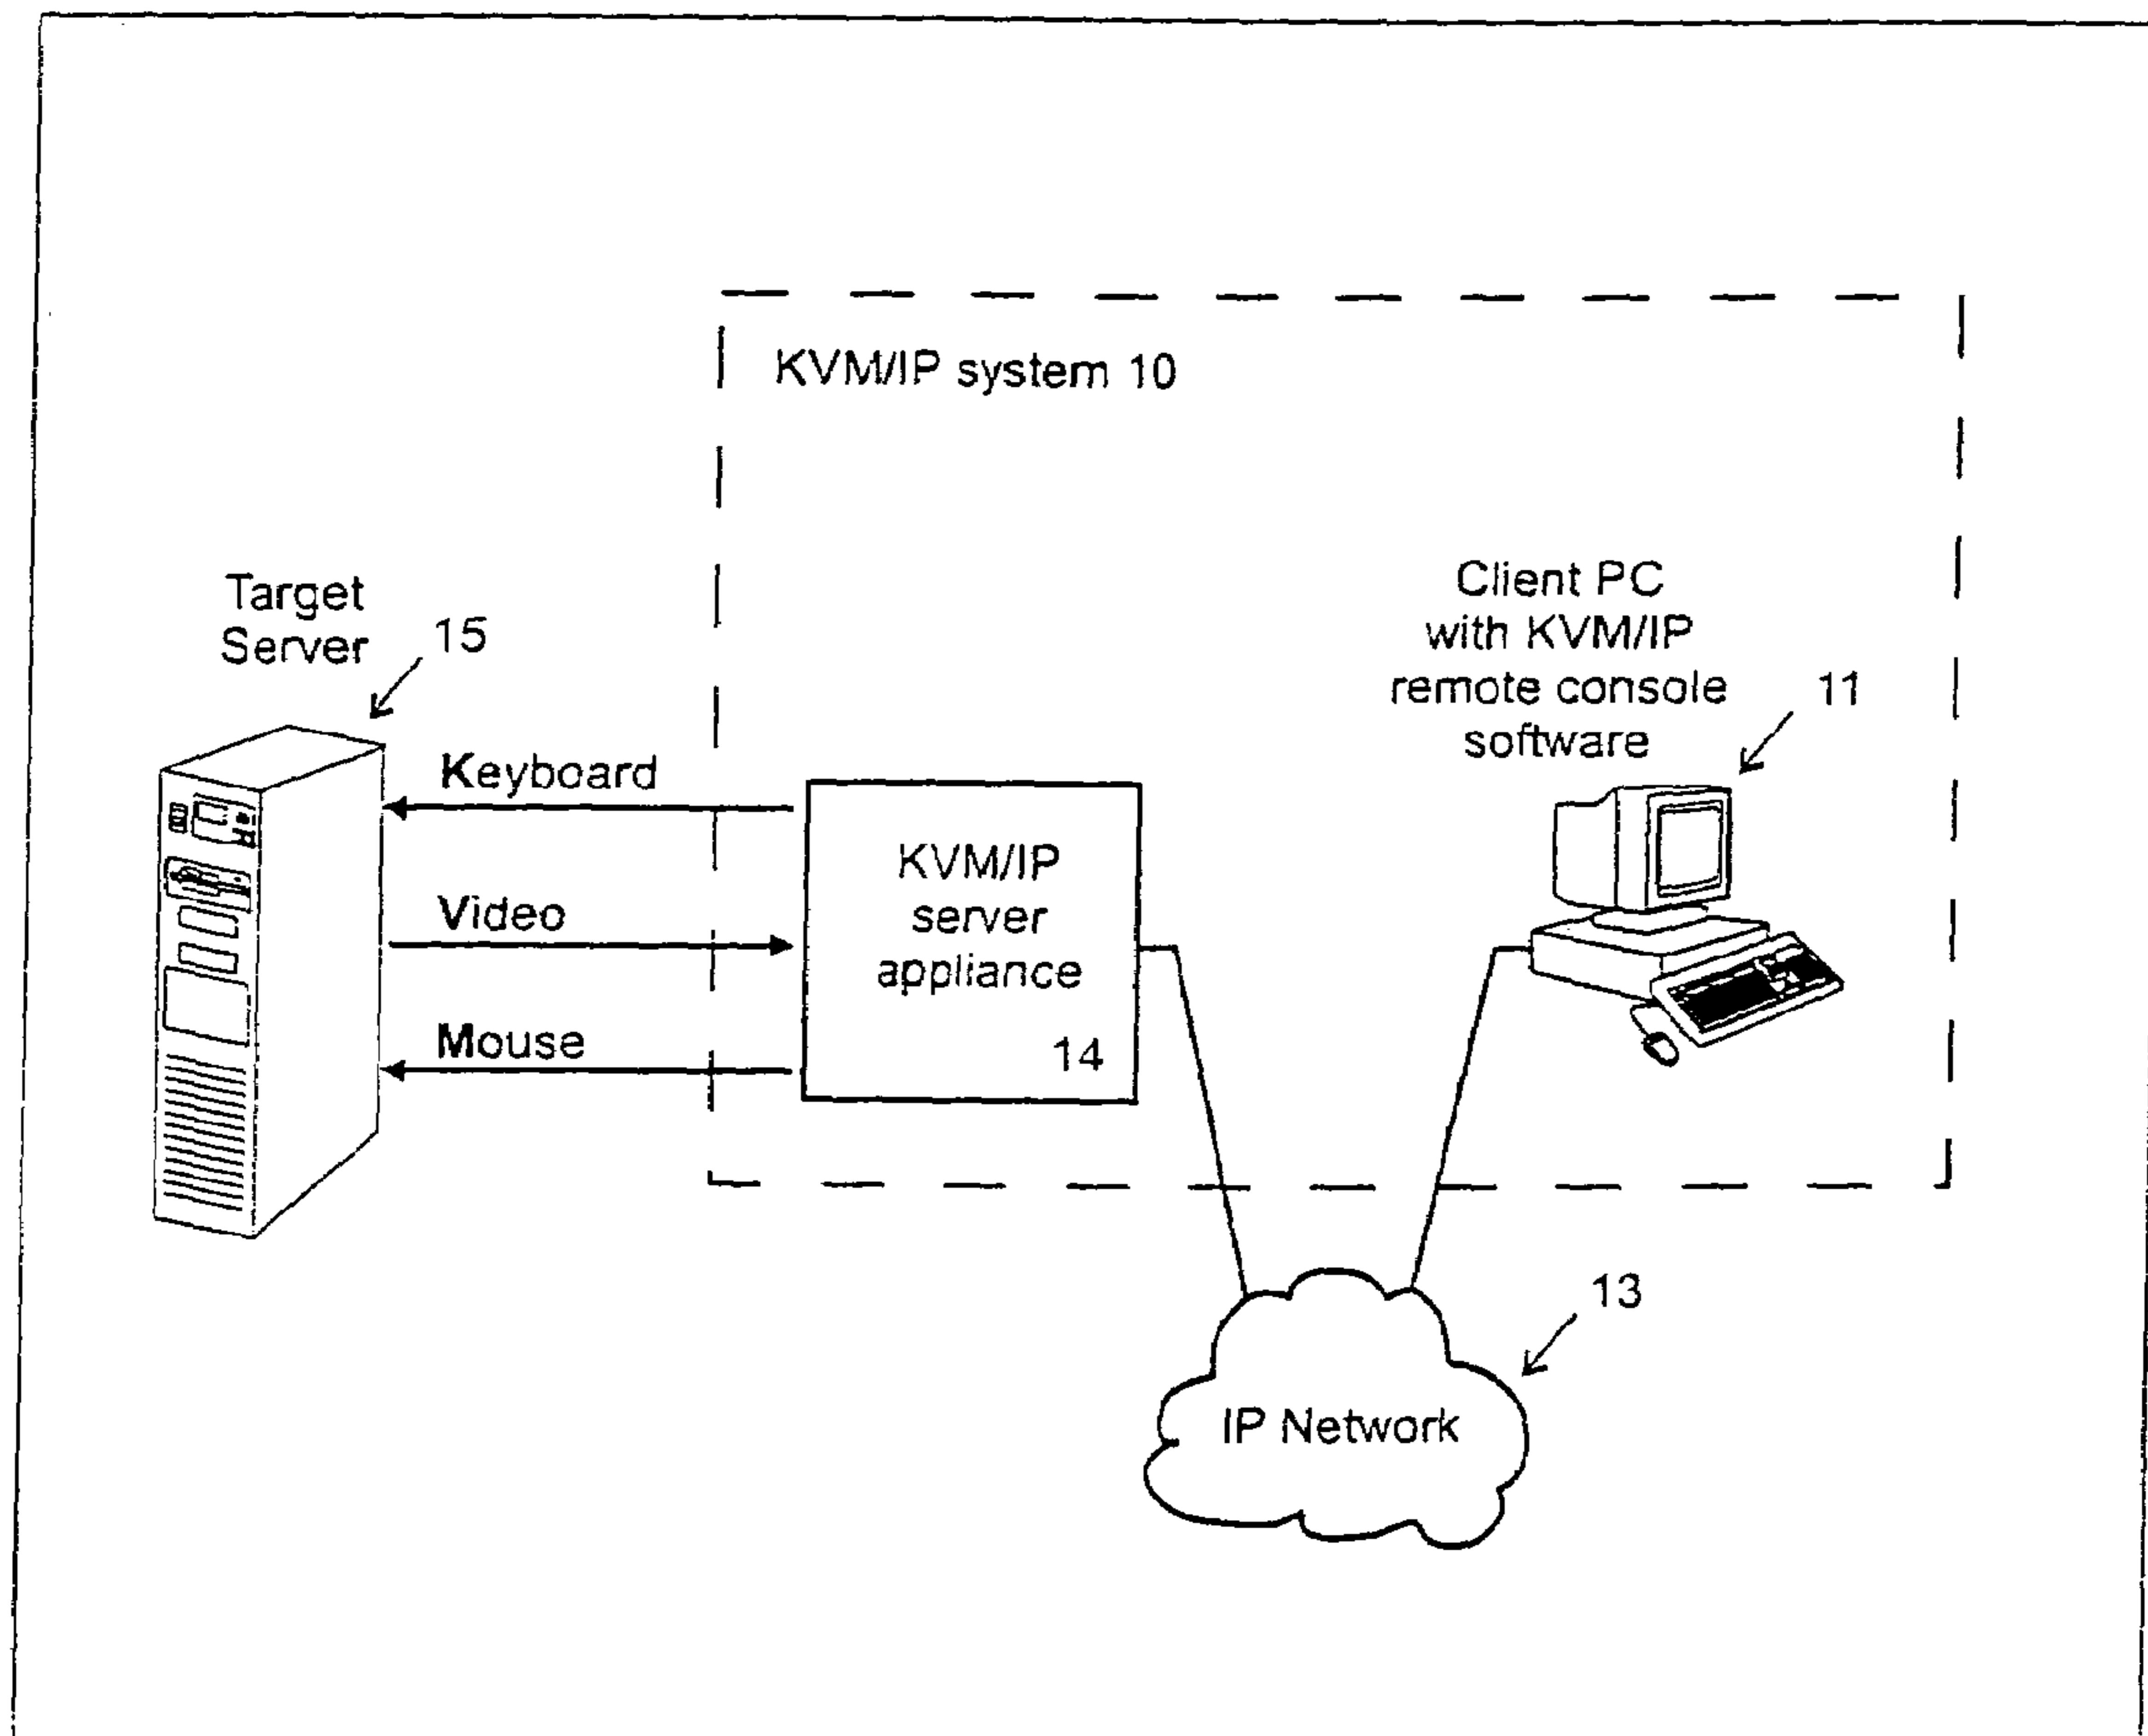 KVM/IP system 10
Target
Server
15
Client PC
with KVM/IP
remote console
software
11
Keyboard
Video
Mouse
KVM/IP
server
appliance
14
13
IP Network